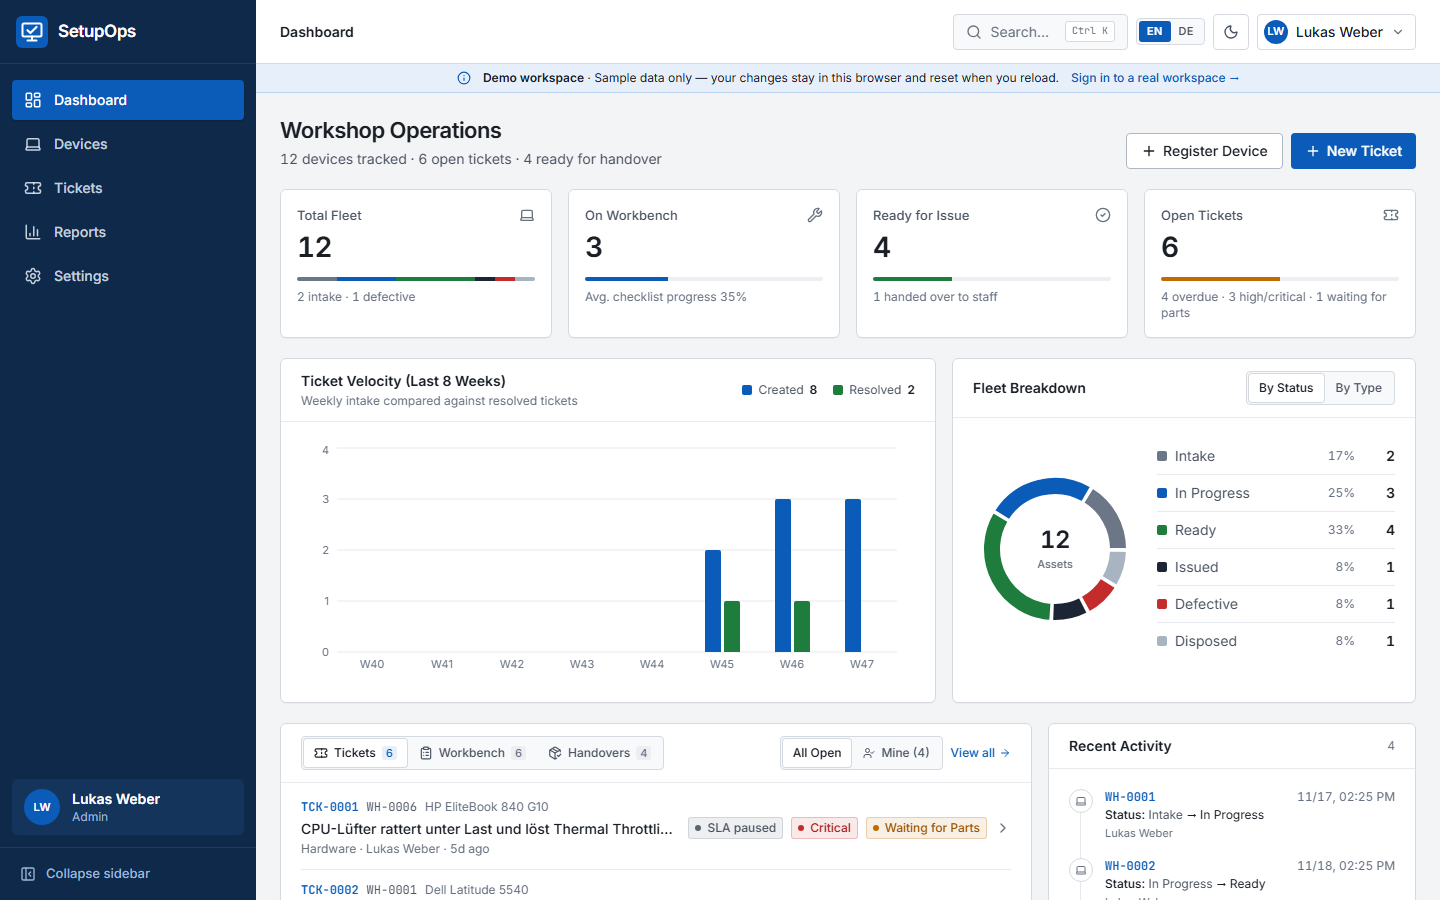 SetupOps
Dashboard
Devices
Tickets
Reports
Settings
LW
Lukas Weber
Admin
Collapse sidebar
Dashboard
Search...
Ctrl K
EN
DE
LW
Lukas Weber
Demo workspace · Sample data only — your changes stay in this browser and reset when you reload. Sign in to a real workspace →
Workshop Operations
12 devices tracked · 6 open tickets · 4 ready for handover
+ Register Device
+ New Ticket
Total Fleet
12
2 intake · 1 defective
On Workbench
3
Avg. checklist progress 35%
Ready for Issue
4
1 handed over to staff
Open Tickets
6
4 overdue · 3 high/critical · 1 waiting for
parts
Ticket Velocity (Last 8 Weeks)
Weekly intake compared against resolved tickets
Created 8
Resolved 2
4
3
2
1
0
W40
W41
W42
W43
W44
W45
W46
W47
Fleet Breakdown
By Status
By Type
12
Assets
Intake 17% 2
In Progress 25% 3
Ready 33% 4
Issued 8% 1
Defective 8% 1
Disposed 8% 1
Tickets 6
Workbench 6
Handovers 4
All Open
Mine (4)
View all →
TCK-0001 WH-0006 HP EliteBook 840 G10
CPU-Lüfter rattert unter Last und löst Thermal Throttli...
SLA paused
Critical
Waiting for Parts
Hardware · Lukas Weber · 5d ago
TCK-0002 WH-0001 Dell Latitude 5540
Recent Activity
4
WH-0001
11/17, 02:25 PM
Status: Intake → In Progress
Lukas Weber
WH-0002
11/18, 02:25 PM
Status: In Progress → Ready